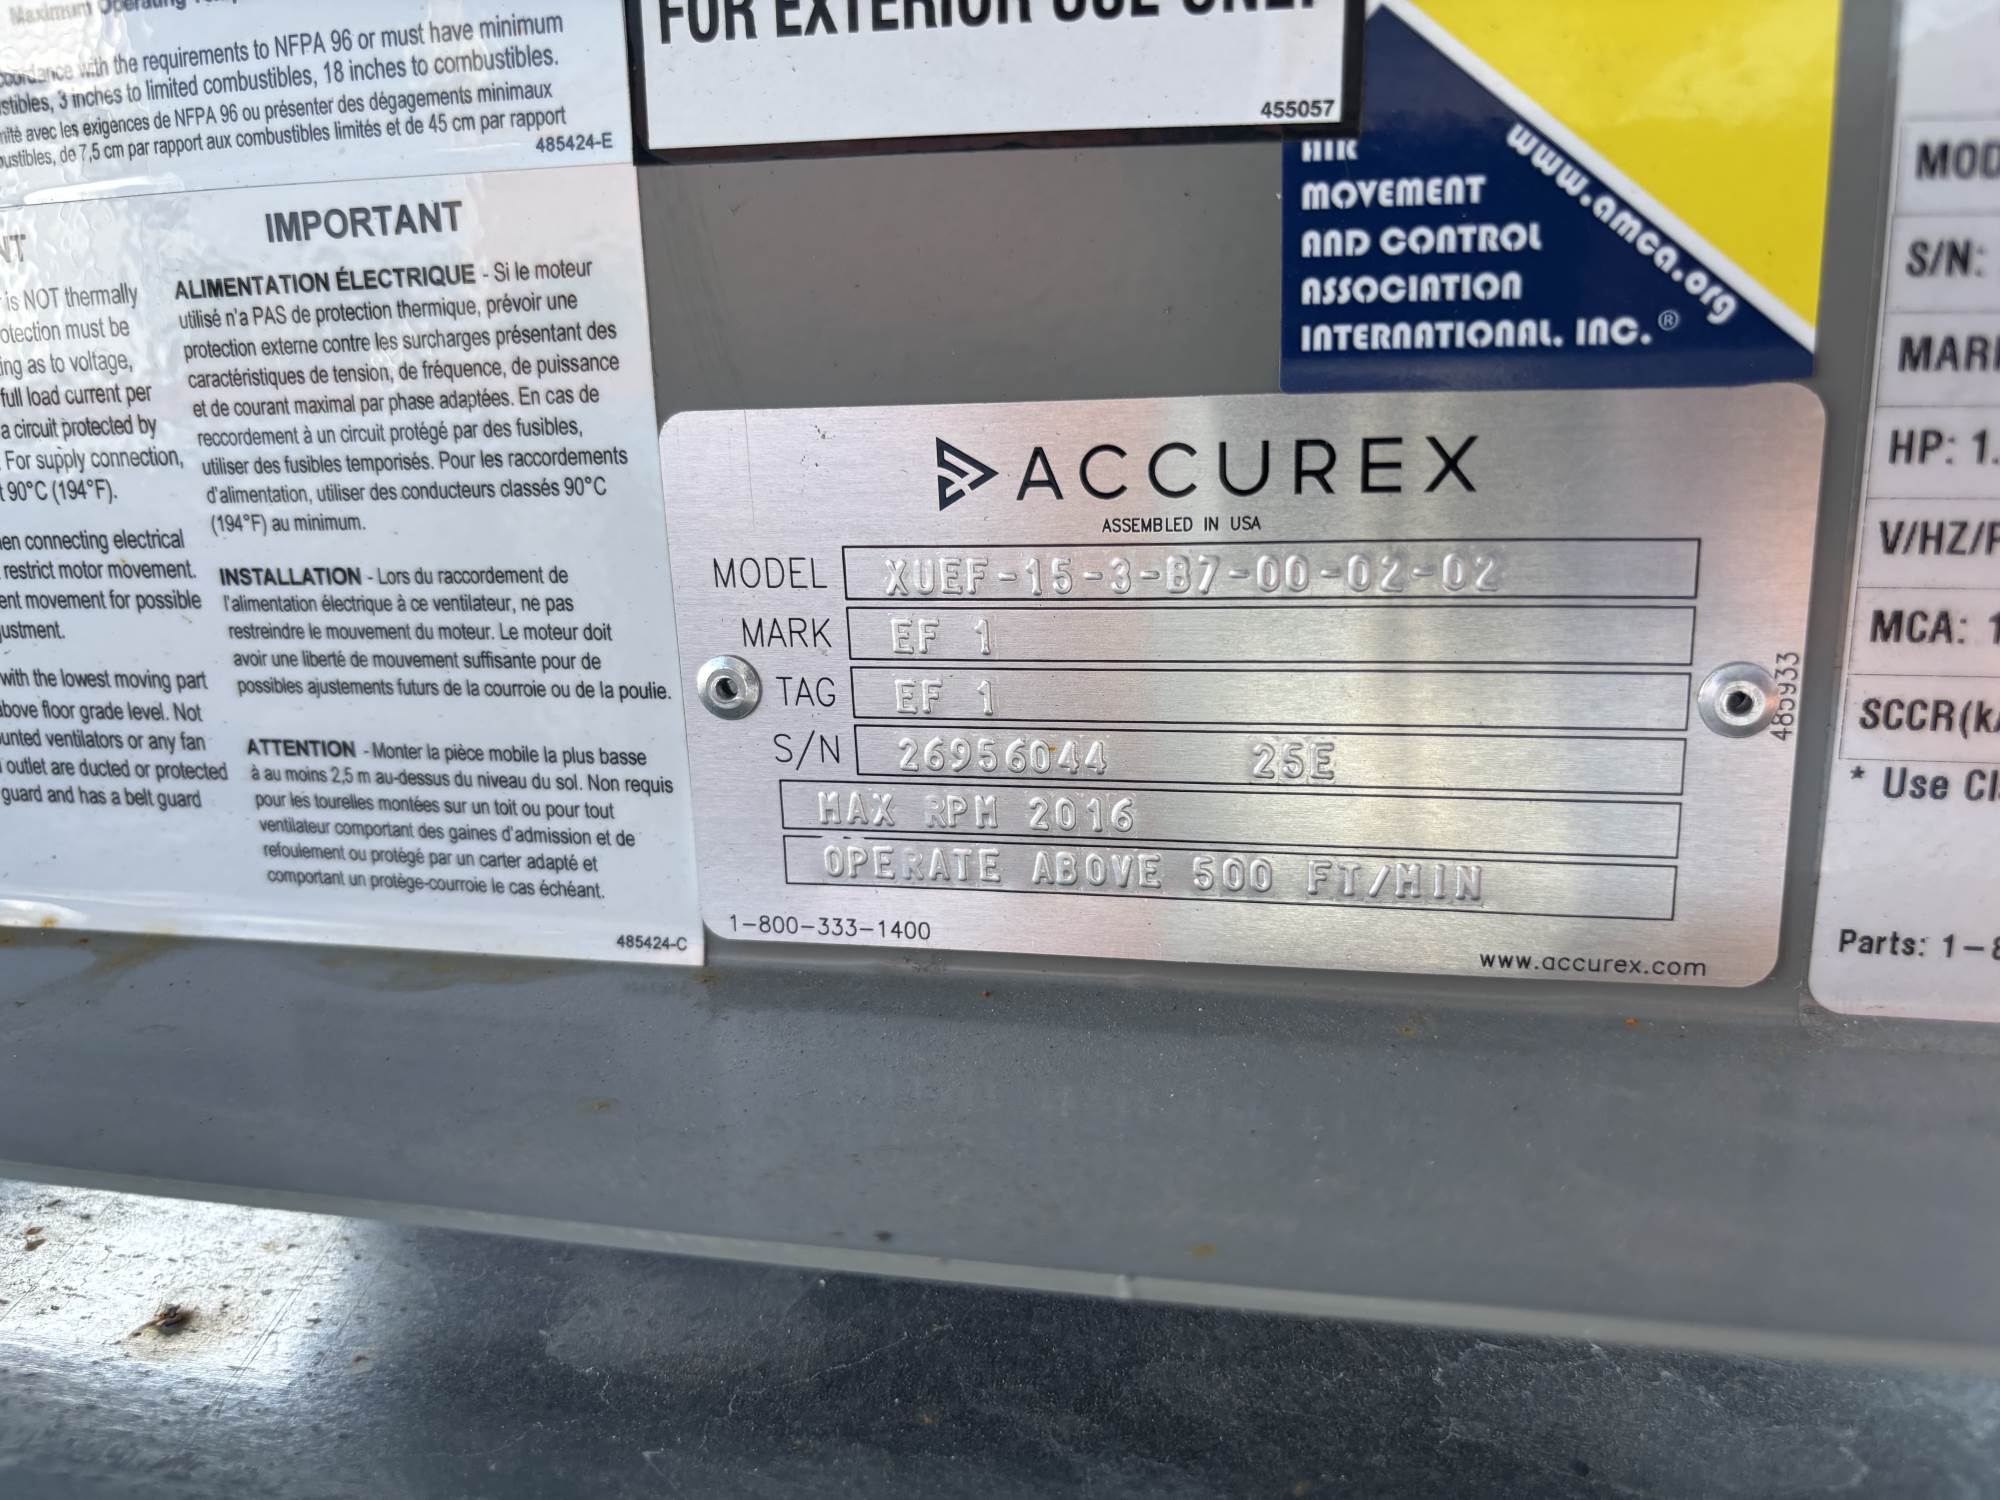 Maximum Operating
accordance with the requirements to NFPA 96 or must have minimum
stibles, 3 inches to limited combustibles, 18 inches to combustibles.
mité avec les exigences de NFPA 96 ou présenter des dégagements minimaux
bustibles, de 7,5 cm par rapport aux combustibles limités et de 45 cm par rapport
485424-E
NT
is NOT thermally
otection must be
ing as to voltage,
full load current per
a circuit protected by
For supply connection,
90°C (194°F).
en connecting electrical
restrict motor movement.
ent movement for possible
justment.
with the lowest moving part
above floor grade level. Not
unted ventilators or any fan
outlet are ducted or protected
guard and has a belt guard
IMPORTANT
ALIMENTATION ÉLECTRIQUE - Si le moteur
utilisé n'a PAS de protection thermique, prévoir une
protection externe contre les surcharges présentant des
caractéristiques de tension, de fréquence, de puissance
et de courant maximal par phase adaptées. En cas de
reccordement à un circuit protégé par des fusibles,
utiliser des fusibles temporisés. Pour les raccordements
d'alimentation, utiliser des conducteurs classés 90°C
(194°F) au minimum.
INSTALLATION - Lors du raccordement de
l'alimentation électrique à ce ventilateur, ne pas
restreindre le mouvement du moteur. Le moteur doit
avoir une liberté de mouvement suffisante pour de
possibles ajustements futurs de la courroie ou de la poulie.
ATTENTION - Monter la pièce mobile la plus basse
à au moins 2,5 m au-dessus du niveau du sol. Non requis
pour les tourelles montées sur un toit ou pour tout
ventilateur comportant des gaines d'admission et de
refoulement ou protégé par un carter adapté et
comportant un protège-courroie le cas échéant.
485424-C
FOR EXTERIOR USE ONLY
455057
AIR
MOVEMENT
AND CONTROL
ASSOCIATION
INTERNATIONAL, INC.®
www.amca.org
ACCUREX
ASSEMBLED IN USA
MODEL XUEF-15-3-B7-00-02-02
MARK EF 1
TAG EF 1
S/N 26956044 25E
MAX RPM 2016
OPERATE ABOVE 500 FT/MIN
1-800-333-1400
www.accurex.com
485933
MOD
S/N:
MARK
HP: 1.
V/HZ/P
MCA: 1
SCCR(k
* Use Cl
Parts: 1-8